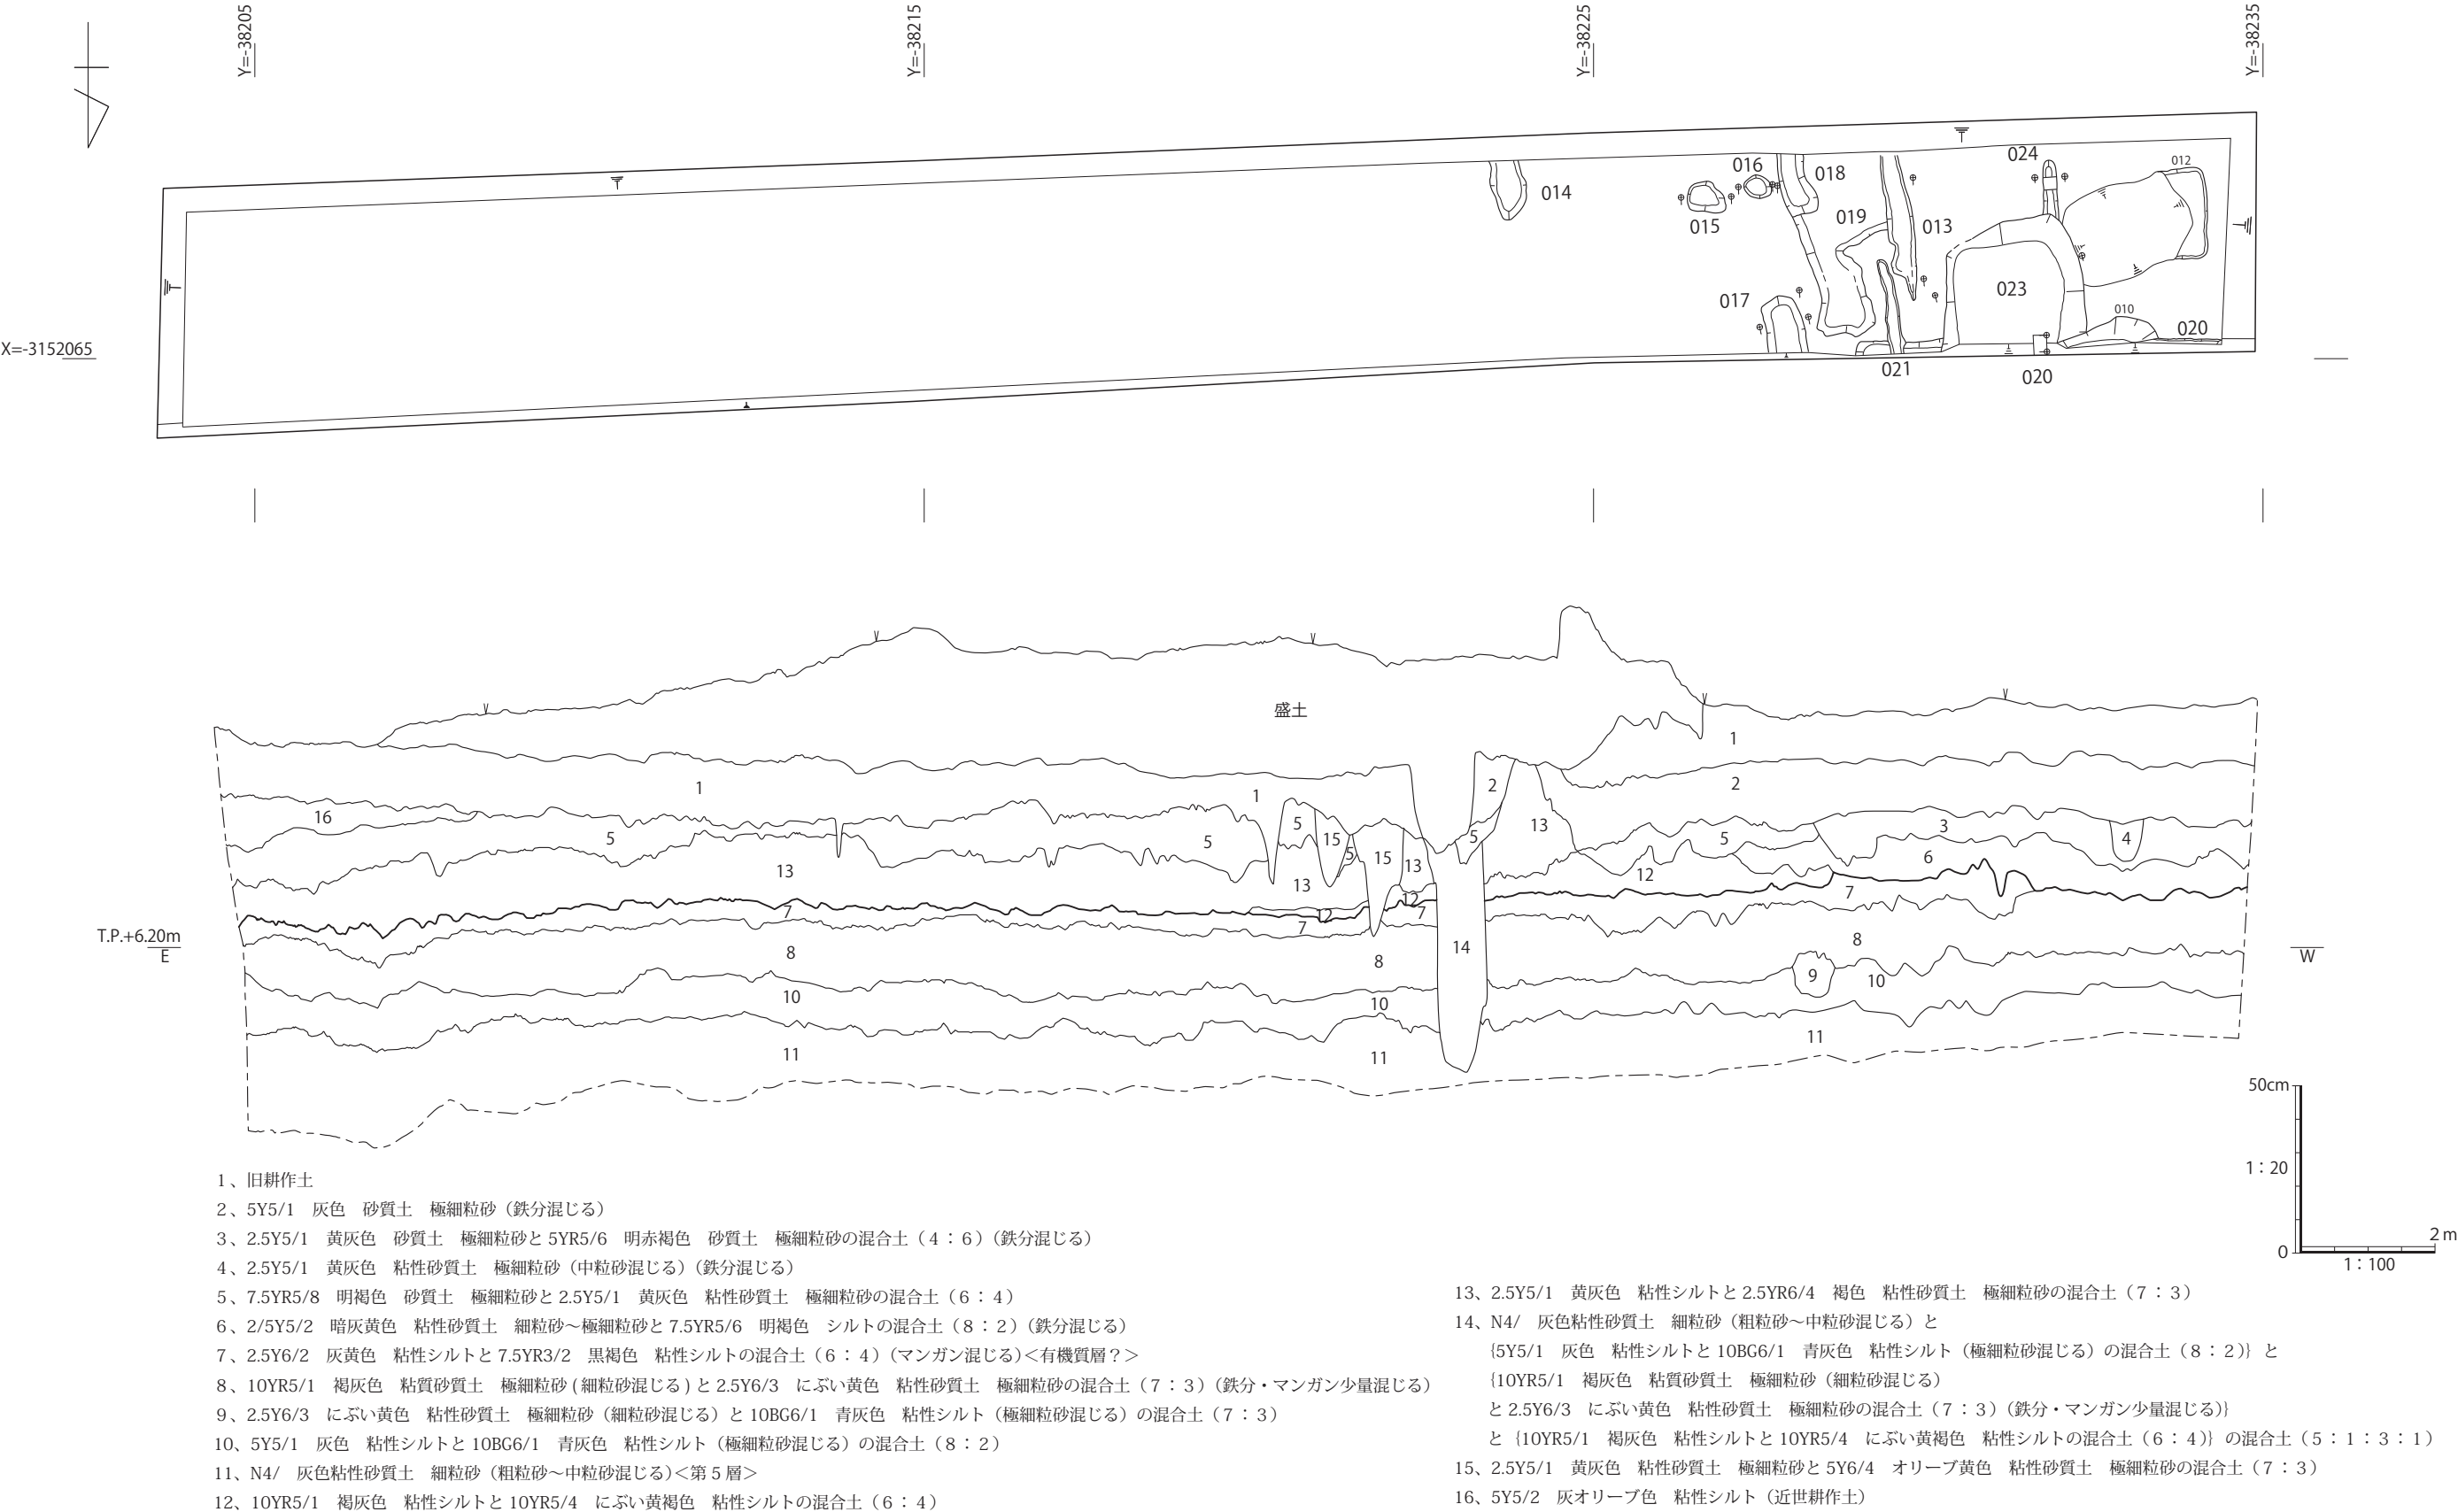 Y=-38205
Y=-38215
Y=-38225
Y=-38235
X=-3152065
014
015
016
018
019
013
017
024
012
023
010
020
021
020
盛土
1
1
1
2
2
16
5
5
5
15
5
15
13
5
13
5
3
4
13
13
12
6
12
12
7
7
7
7
T.P.+6.20m
E
W
8
8
8
14
9
10
10
10
11
11
11
50cm
1：20
0
2 m
1：100
1、旧耕作土
2、5Y5/1　灰色　砂質土　極細粒砂（鉄分混じる）
3、2.5Y5/1　黄灰色　砂質土　極細粒砂と 5YR5/6　明赤褐色　砂質土　極細粒砂の混合土（４：６）（鉄分混じる）
4、2.5Y5/1　黄灰色　粘性砂質土　極細粒砂（中粒砂混じる）（鉄分混じる）
5、7.5YR5/8　明褐色　砂質土　極細粒砂と 2.5Y5/1　黄灰色　粘性砂質土　極細粒砂の混合土（６：４）
6、2/5Y5/2　暗灰黄色　粘性砂質土　細粒砂〜極細粒砂と 7.5YR5/6　明褐色　シルトの混合土（８：２）（鉄分混じる）
7、2.5Y6/2　灰黄色　粘性シルトと 7.5YR3/2　黒褐色　粘性シルトの混合土（６：４）（マンガン混じる）＜有機質層？＞
8、10YR5/1　褐灰色　粘質砂質土　極細粒砂 ( 細粒砂混じる ) と 2.5Y6/3　にぶい黄色　粘性砂質土　極細粒砂の混合土（７：３）（鉄分・マンガン少量混じる）
9、2.5Y6/3　にぶい黄色　粘性砂質土　極細粒砂（細粒砂混じる）と 10BG6/1　青灰色　粘性シルト（極細粒砂混じる）の混合土（７：３）
10、5Y5/1　灰色　粘性シルトと 10BG6/1　青灰色　粘性シルト（極細粒砂混じる）の混合土（８：２）
11、N4/　灰色粘性砂質土　細粒砂（粗粒砂〜中粒砂混じる）＜第５層＞
12、10YR5/1　褐灰色　粘性シルトと 10YR5/4　にぶい黄褐色　粘性シルトの混合土（６：４）
13、2.5Y5/1　黄灰色　粘性シルトと 2.5YR6/4　褐色　粘性砂質土　極細粒砂の混合土（７：３）
14、N4/　灰色粘性砂質土　細粒砂（粗粒砂〜中粒砂混じる）と
{5Y5/1　灰色　粘性シルトと 10BG6/1　青灰色　粘性シルト（極細粒砂混じる）の混合土（８：２）} と
{10YR5/1　褐灰色　粘質砂質土　極細粒砂（細粒砂混じる）
と 2.5Y6/3　にぶい黄色　粘性砂質土　極細粒砂の混合土（７：３）（鉄分・マンガン少量混じる）}
と {10YR5/1　褐灰色　粘性シルトと 10YR5/4　にぶい黄褐色　粘性シルトの混合土（６：４）} の混合土（５：１：３：１）
15、2.5Y5/1　黄灰色　粘性砂質土　極細粒砂と 5Y6/4　オリーブ黄色　粘性砂質土　極細粒砂の混合土（７：３）
16、5Y5/2　灰オリーブ色　粘性シルト（近世耕作土）